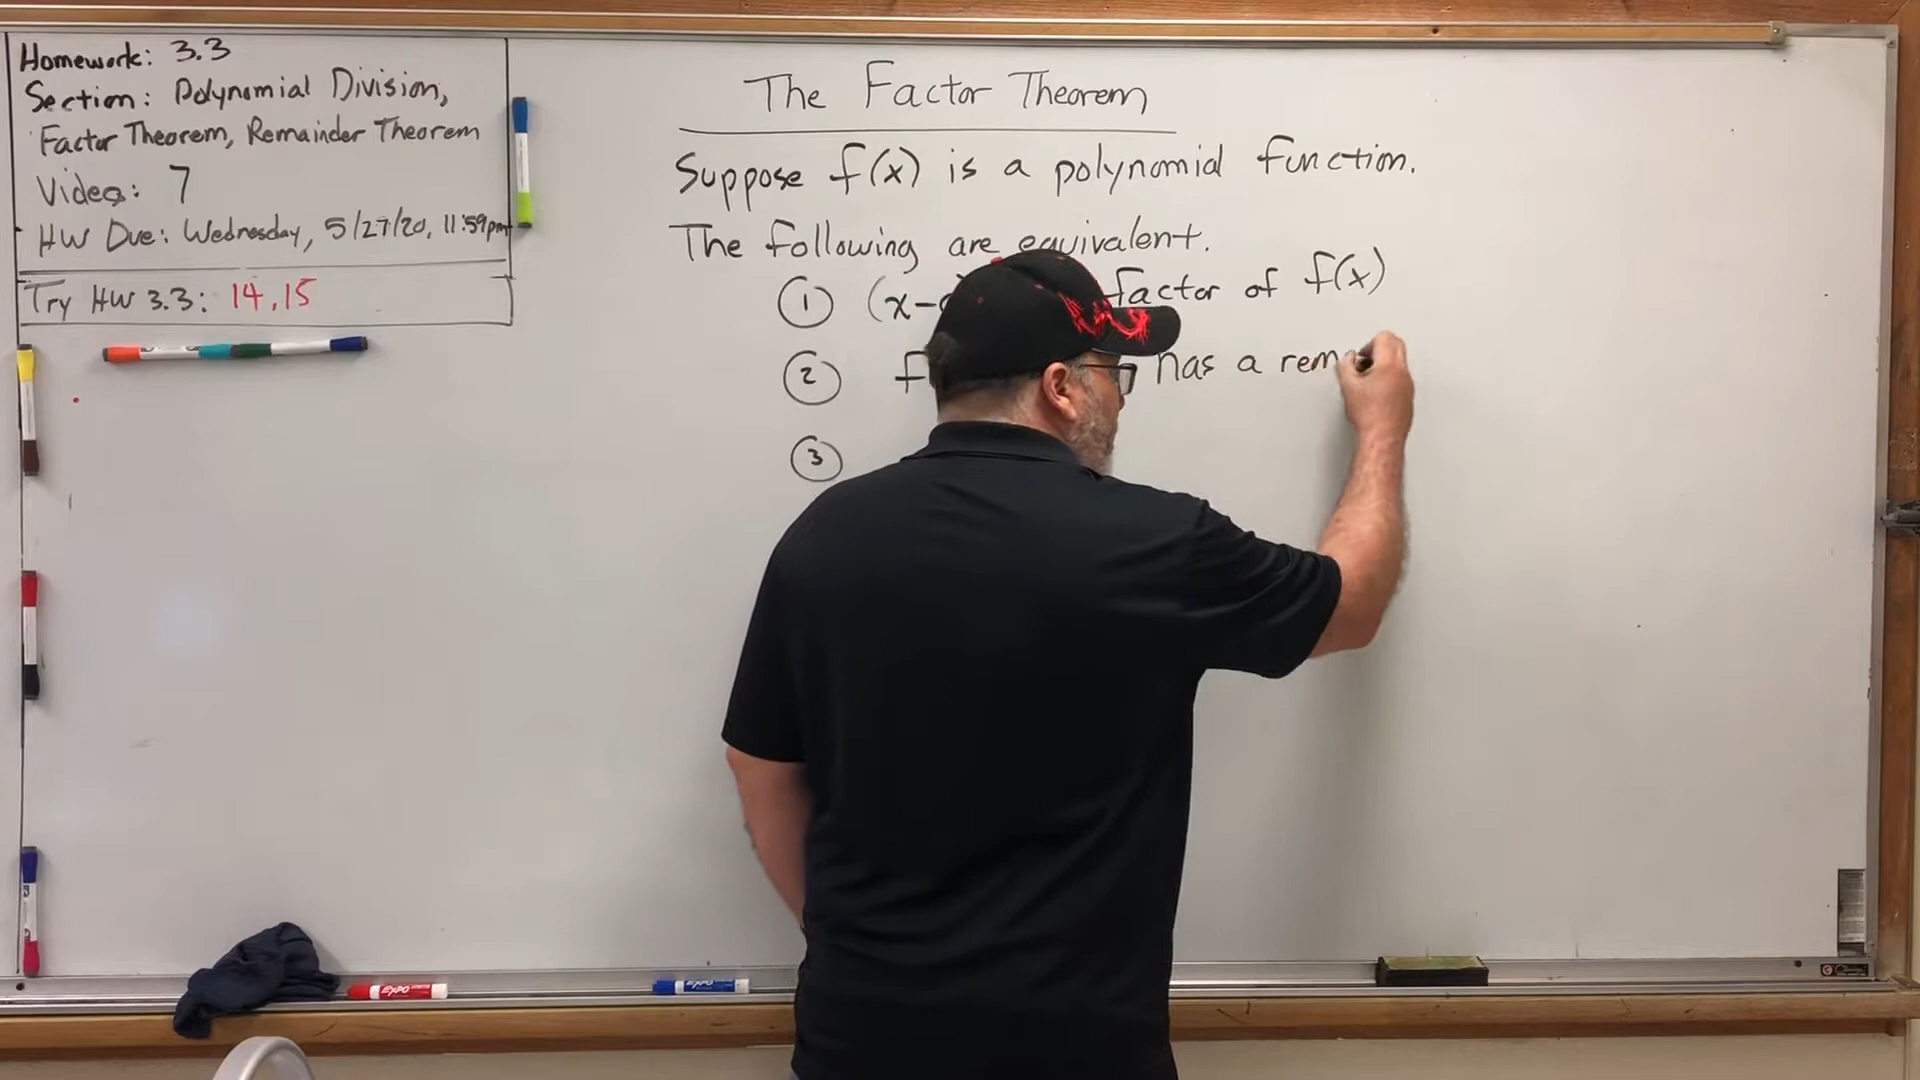 Homework: 3.3
Section: Polynomial Division,
Factor Theorem, Remainder Theorem
Video: 7
HW Due: Wednesday, 5/27/20, 11:59pm
Try HW 3.3: 14,15
The Factor Theorem
Suppose f(x) is a polynomial function.
The following are equivalent.
① (x- factor of f(x)
② f has a rem
③
EXPO
EXPO